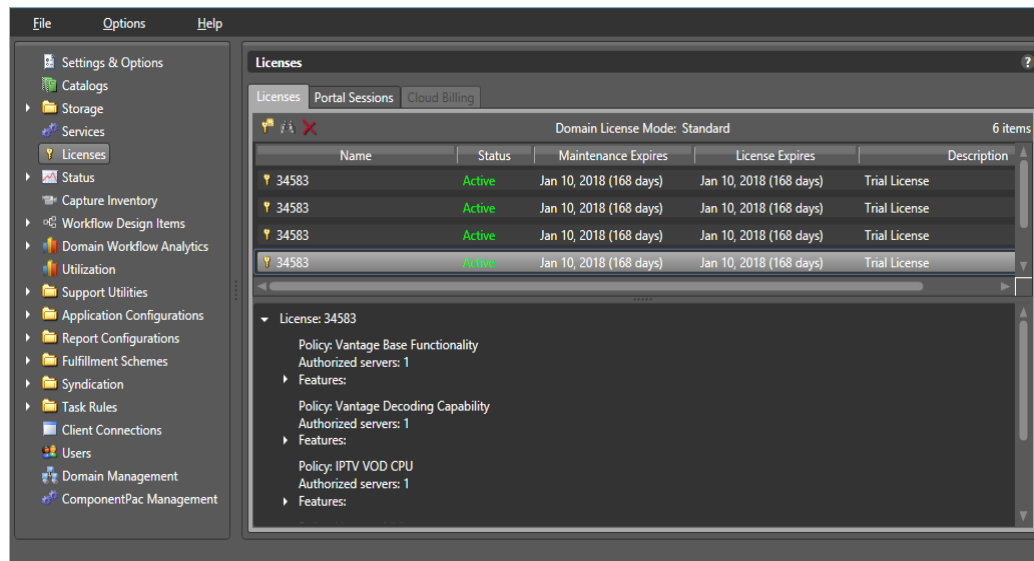 File Options Help
Settings & Options
Catalogs
Storage
Services
Licenses
Status
Capture Inventory
Workflow Design Items
Domain Workflow Analytics
Utilization
Support Utilities
Application Configurations
Report Configurations
Fulfillment Schemes
Syndication
Task Rules
Client Connections
Users
Domain Management
ComponentPac Management
Licenses ?
Licenses Portal Sessions Cloud Billing
Domain License Mode: Standard 6 items
Name Status Maintenance Expires License Expires Description
34583 Active Jan 10, 2018 (168 days) Jan 10, 2018 (168 days) Trial License
34583 Active Jan 10, 2018 (168 days) Jan 10, 2018 (168 days) Trial License
34583 Active Jan 10, 2018 (168 days) Jan 10, 2018 (168 days) Trial License
34583 Active Jan 10, 2018 (168 days) Jan 10, 2018 (168 days) Trial License
License: 34583
Policy: Vantage Base Functionality
Authorized servers: 1
Features:
Policy: Vantage Decoding Capability
Authorized servers: 1
Features:
Policy: IPTV VOD CPU
Authorized servers: 1
Features: